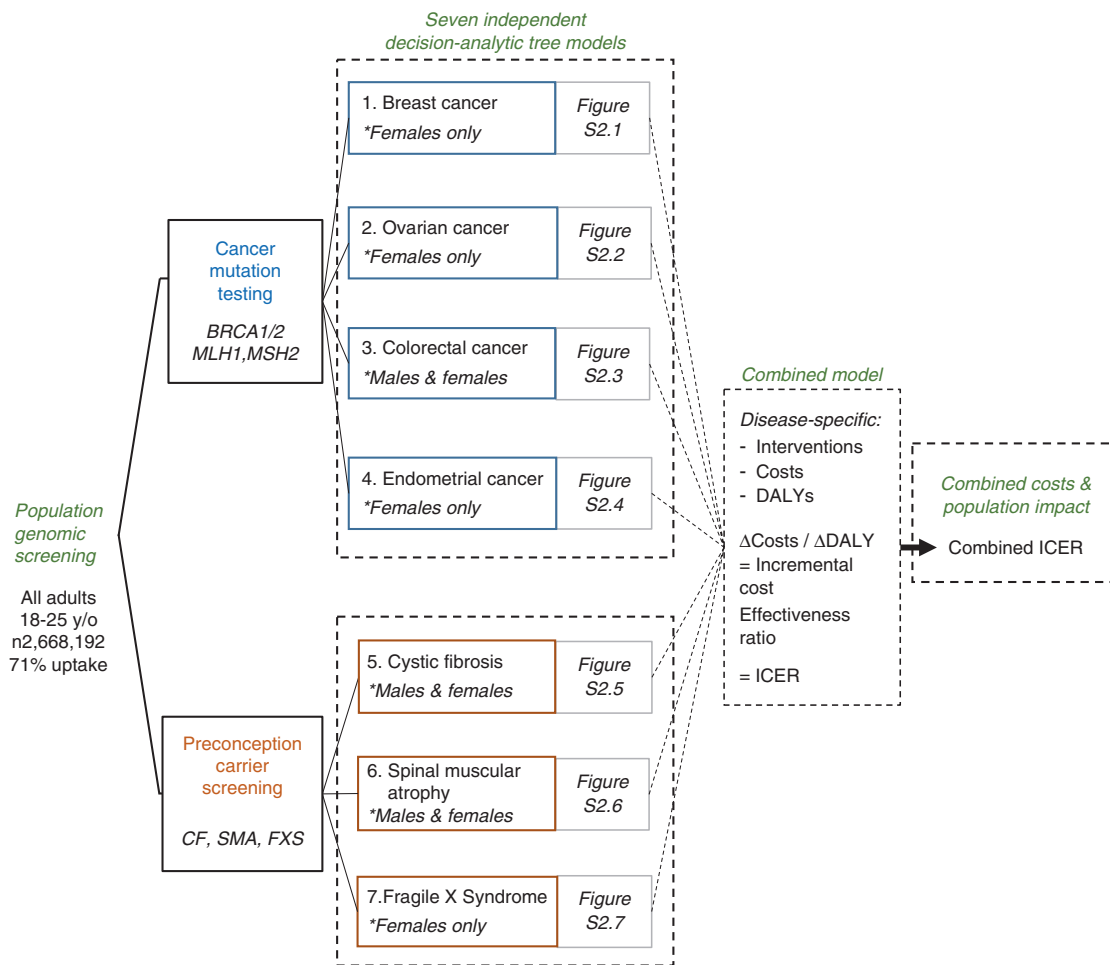 Seven independent
decision-analytic tree models
1. Breast cancer
*Females only
Figure
S2.1
2. Ovarian cancer
*Females only
Figure
S2.2
Cancer
mutation
testing
BRCA1/2
MLH1,MSH2
3. Colorectal cancer
*Males & females
Figure
S2.3
4. Endometrial cancer
*Females only
Figure
S2.4
Population
genomic
screening
All adults
18-25 y/o
n2,668,192
71% uptake
5. Cystic fibrosis
*Males & females
Figure
S2.5
Preconception
carrier
screening
CF, SMA, FXS
6. Spinal muscular
atrophy
*Males & females
Figure
S2.6
7.Fragile X Syndrome
*Females only
Figure
S2.7
Combined model
Disease-specific:
- Interventions
- Costs
- DALYs
ΔCosts / ΔDALY
= Incremental
cost
Effectiveness
ratio
= ICER
Combined costs &
population impact
Combined ICER